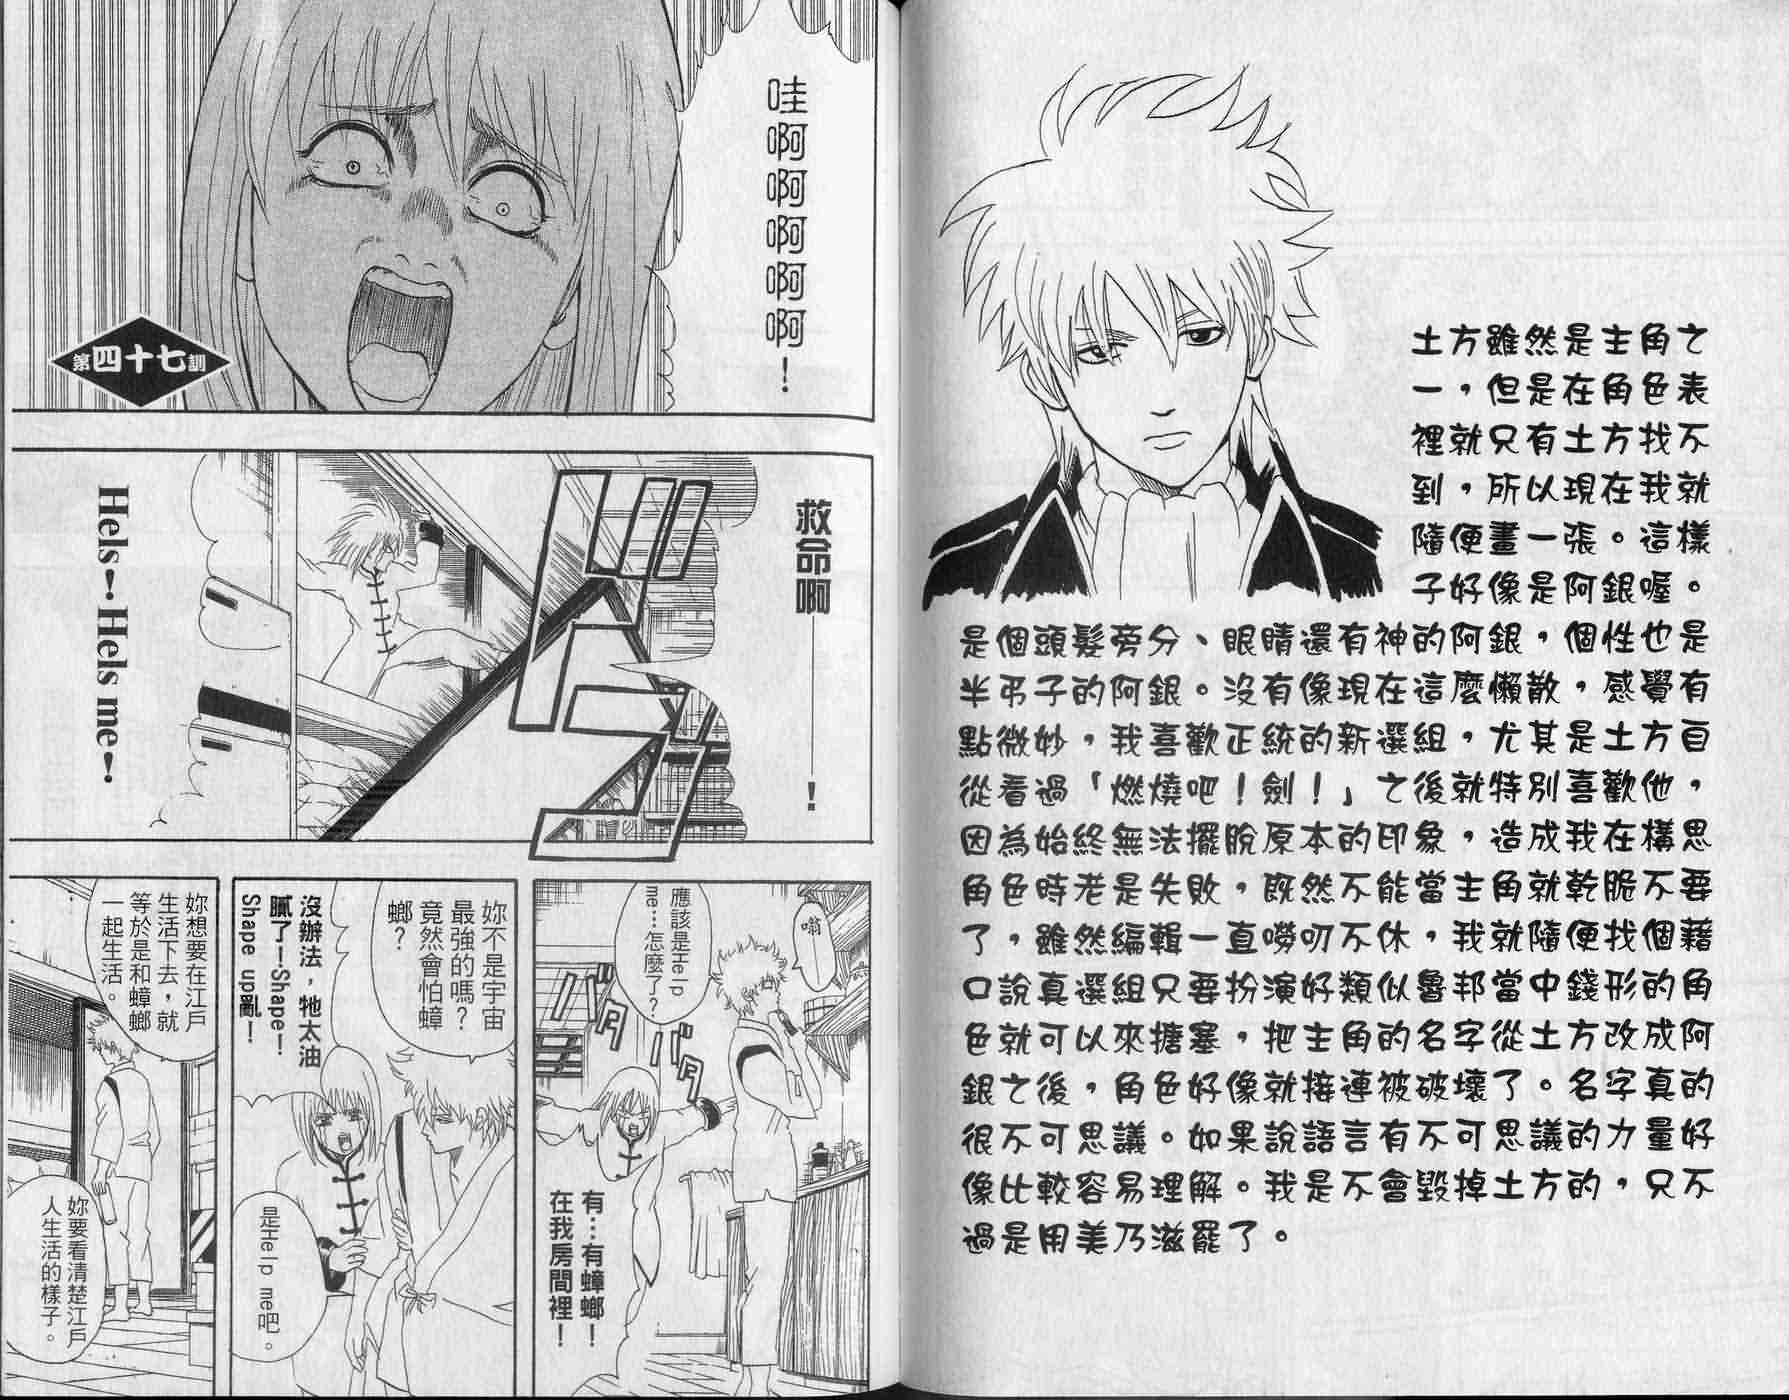 土方雖然是主角之
一，但是在角色表
裡就只有土方找不
到，所以現在我就
隨便畫一張。這樣
子好像是阿銀喔。
是個頭髮旁分、眼睛還有神的阿銀，個性也是
半弔子的阿銀。沒有像現在這麼懶散，感覺有
點微妙，我喜歡正統的新選組，尤其是土方自
從看過「燃燒吧！劍！」之後就特別喜歡他，
因為始終無法擺脫原本的印象，造成我在構思
角色時老是失敗，既然不能當主角就乾脆不要
了，雖然編輯一直嘮叨不休，我就隨便找個藉
口說真選組只要扮演好類似魯邦當中錢形的角
色就可以來搪塞，把主角的名字從土方改成阿
銀之後，角色好像就接連被破壞了。名字真的
很不可思議。如果說語言有不可思議的力量好
像比較容易理解。我是不會毀掉土方的，只不
過是用美乃滋罷了。
哇啊啊啊啊啊！
第四十七訓
救命啊——！
Hels！Hels me！
嗡
應該是Help
me…怎麼了？
バタ
バタ
有…有蟑螂！
在我房間裡！
妳不是宇宙
最強的嗎？
竟然會怕蟑
螂？
沒辦法，牠太油
膩了！Shape！
Shape up亂！
是Help me吧。
妳想要在江戶
生活下去，就
等於是和蟑螂
一起生活。
妳要看清楚江戶
人生活的樣子。